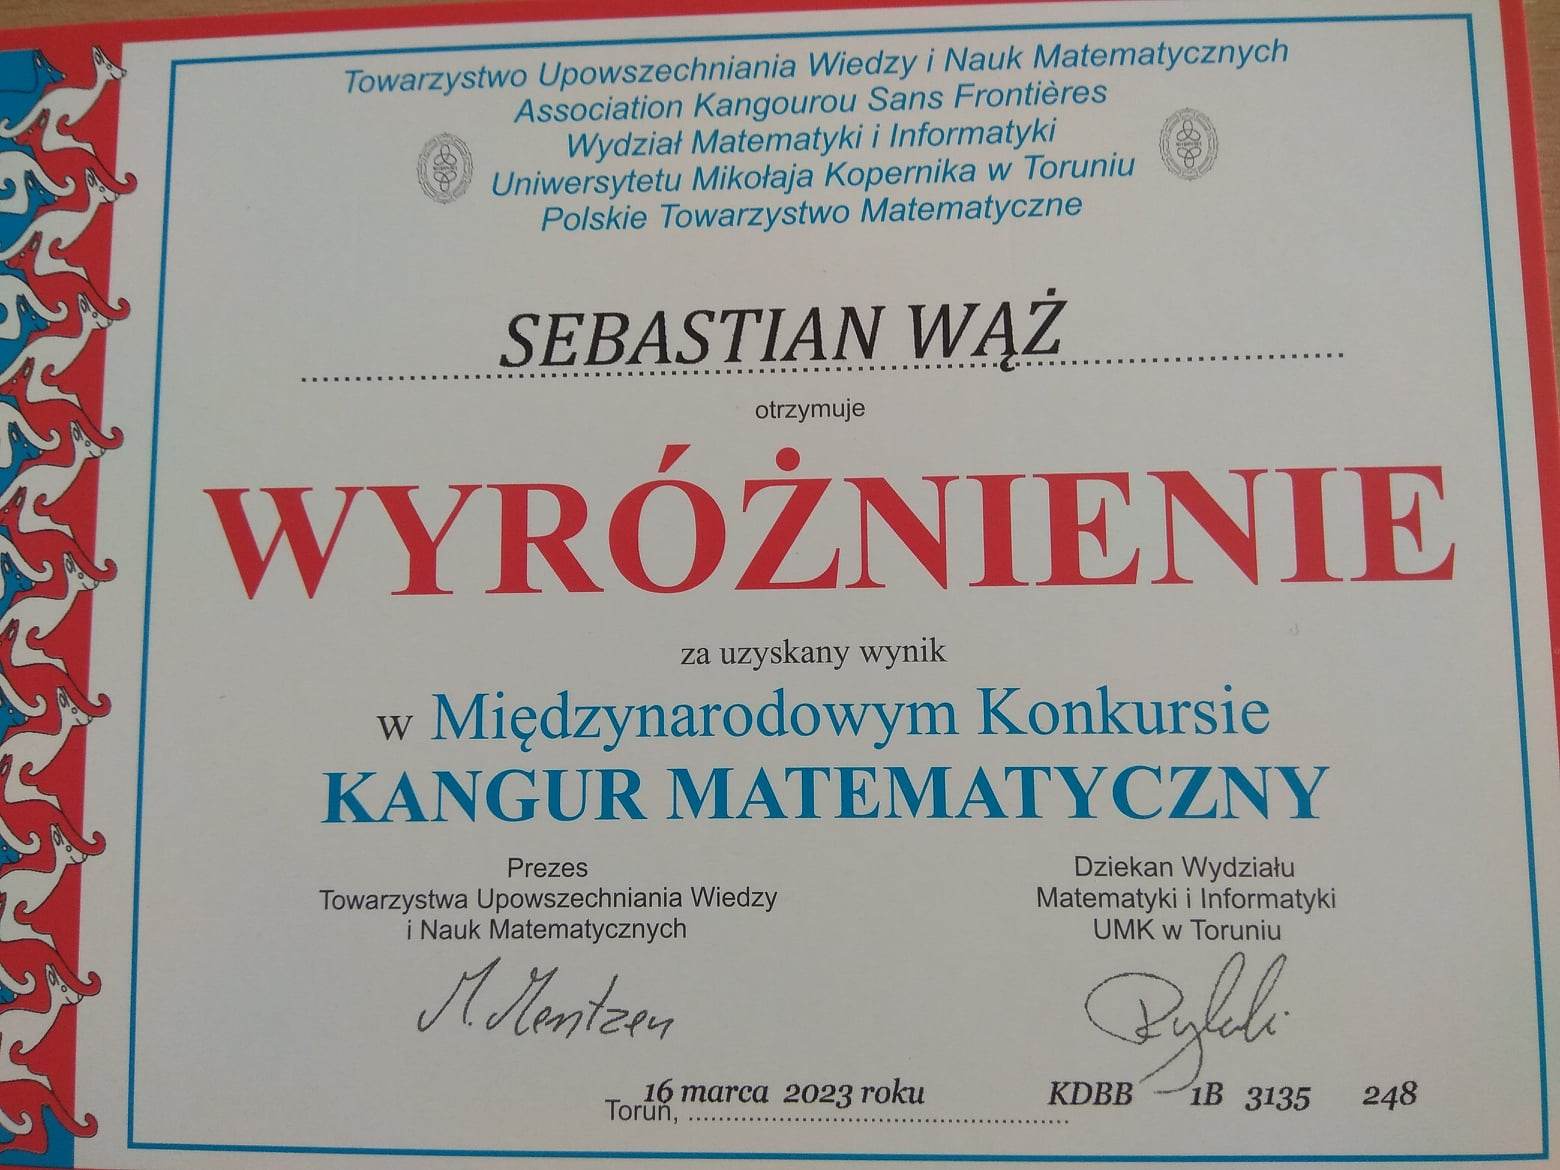 Towarzystwo Upowszechniania Wiedzy i Nauk Matematycznych
Association Kangourou Sans Frontières
Wydział Matematyki i Informatyki
Uniwersytetu Mikołaja Kopernika w Toruniu
Polskie Towarzystwo Matematyczne
SEBASTIAN WĄŻ
otrzymuje
WYRÓŻNIENIE
za uzyskany wynik
w Międzynarodowym Konkursie
KANGUR MATEMATYCZNY
Prezes
Towarzystwa Upowszechniania Wiedzy
i Nauk Matematycznych
Dziekan Wydziału
Matematyki i Informatyki
UMK w Toruniu
M. Mentzen
Toruń, 16 marca 2023 roku
KDBB 1B 3135 248